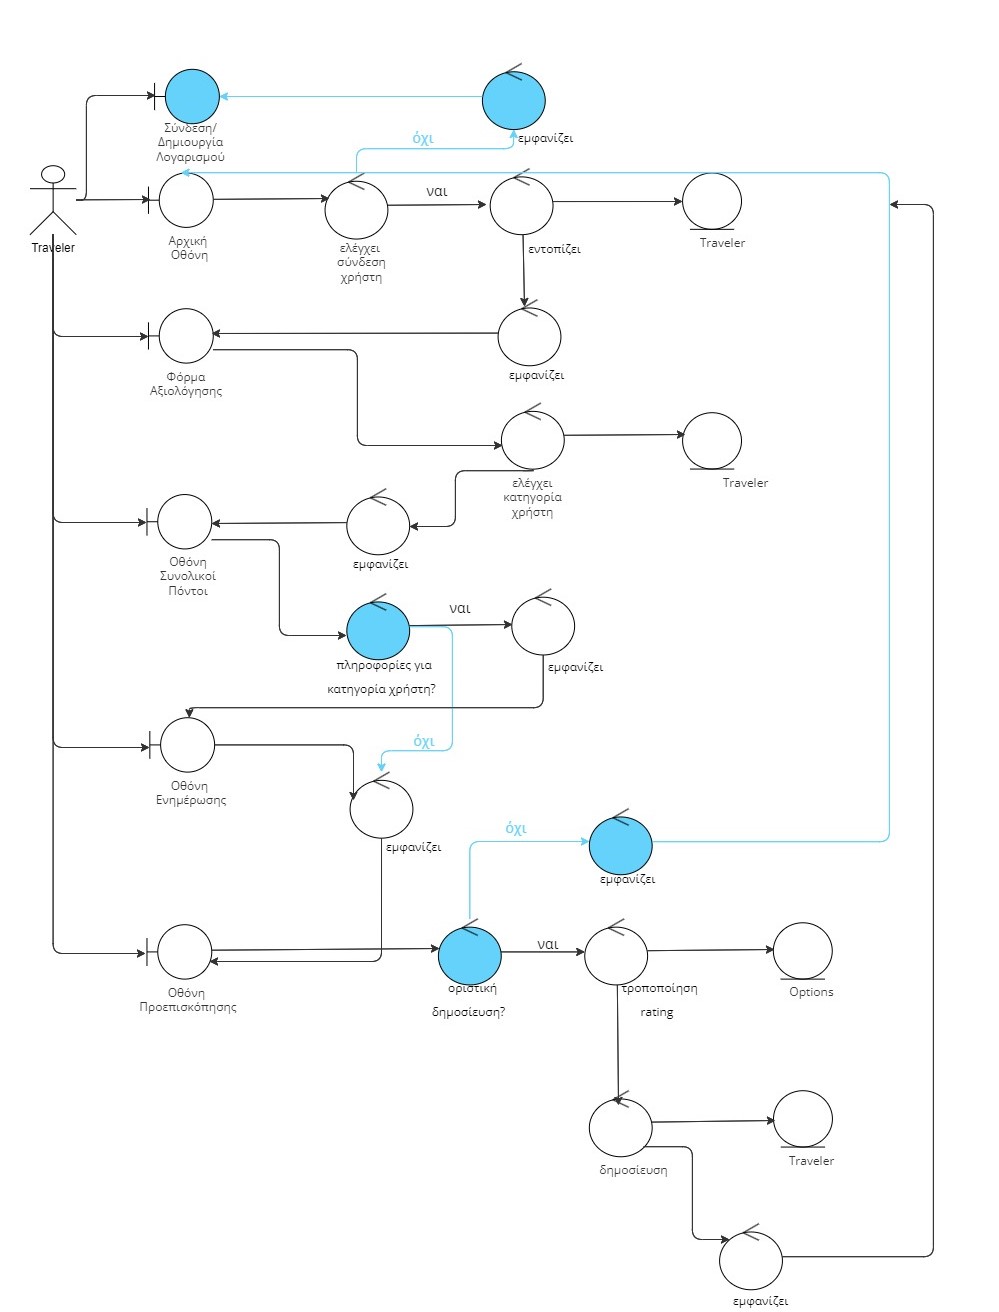 Σύνδεση/
Δημιουργία
Λογαρισμού
εμφανίζει
όχι
Traveler
Αρχική
Οθόνη
ελέγχει
σύνδεση
χρήστη
ναι
εντοπίζει
Traveler
Φόρμα
Αξιολόγησης
εμφανίζει
ελέγχει
κατηγορία
χρήστη
Traveler
Οθόνη
Συνολικοί
Πόντοι
εμφανίζει
ναι
πληροφορίες για
κατηγορία χρήστη?
εμφανίζει
όχι
Οθόνη
Ενημέρωσης
εμφανίζει
όχι
εμφανίζει
Οθόνη
Προεπισκόπησης
οριστική
δημοσίευση?
ναι
τροποποίηση
rating
Options
δημοσίευση
Traveler
εμφανίζει